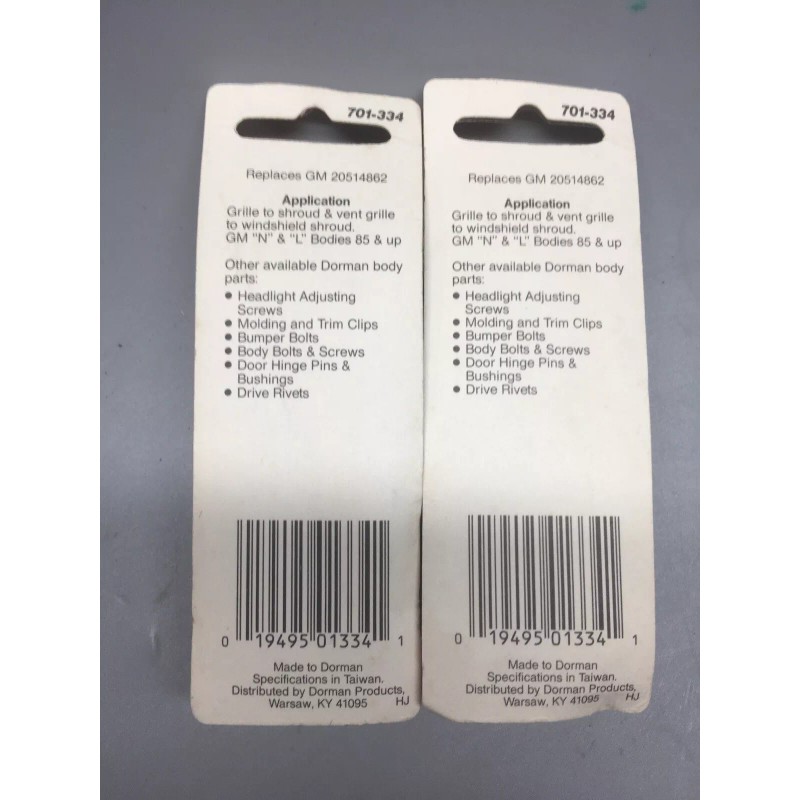 701-334
Replaces GM 20514862
Application
Grille to shroud & vent grille
to windshield shroud.
GM "N" & "L" Bodies 85 & up
Other available Dorman body
parts:
• Headlight Adjusting
Screws
• Molding and Trim Clips
• Bumper Bolts
• Body Bolts & Screws
• Door Hinge Pins &
Bushings
• Drive Rivets
0 19495 01334 1
Made to Dorman
Specifications in Taiwan.
Distributed by Dorman Products,
Warsaw, KY 41095 HJ
701-334
Replaces GM 20514862
Application
Grille to shroud & vent grille
to windshield shroud.
GM "N" & "L" Bodies 85 & up
Other available Dorman body
parts:
• Headlight Adjusting
Screws
• Molding and Trim Clips
• Bumper Bolts
• Body Bolts & Screws
• Door Hinge Pins &
Bushings
• Drive Rivets
0 19495 01334 1
Made to Dorman
Specifications in Taiwan.
Distributed by Dorman Products,
Warsaw, KY 41095 HJ